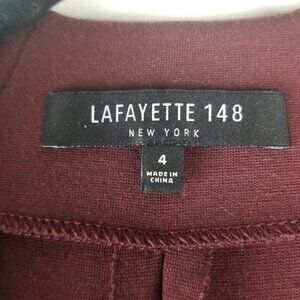 LAFAYETTE 148
NEW YORK
4
MADE IN
CHINA